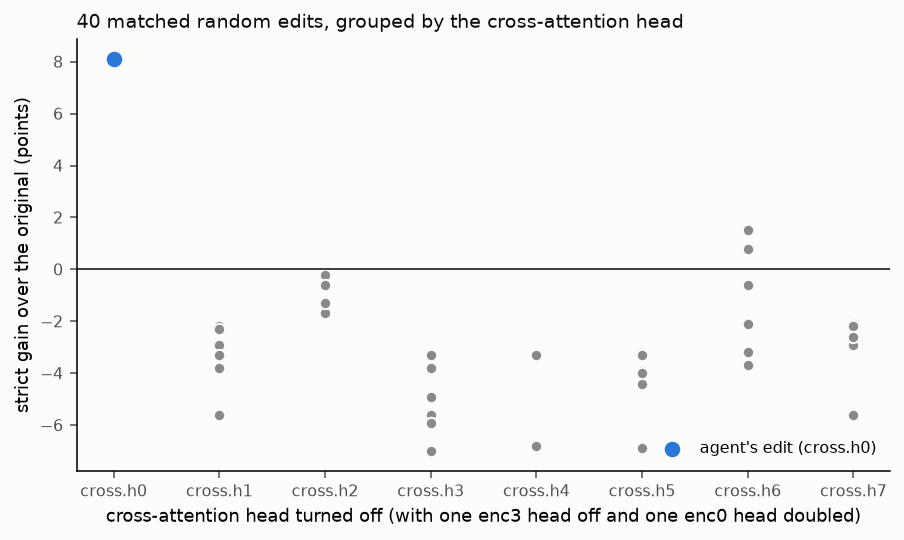 40 matched random edits, grouped by the cross-attention head
strict gain over the original (points)
8
6
4
2
0
−2
−4
−6
agent's edit (cross.h0)
cross.h0 cross.h1 cross.h2 cross.h3 cross.h4 cross.h5 cross.h6 cross.h7
cross-attention head turned off (with one enc3 head off and one enc0 head doubled)